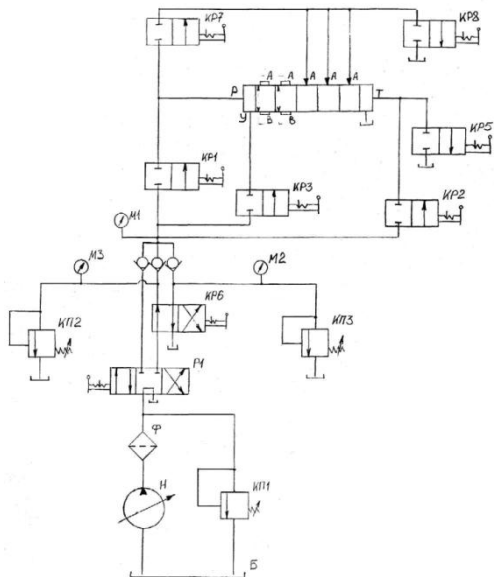 КР7
КР8
А А А А А
Р
Т
У
В В
КР5
КР1
КР3
КР2
М1
М3
М2
КР6
КП2
КП3
Р1
Ф
Н
КП1
Б